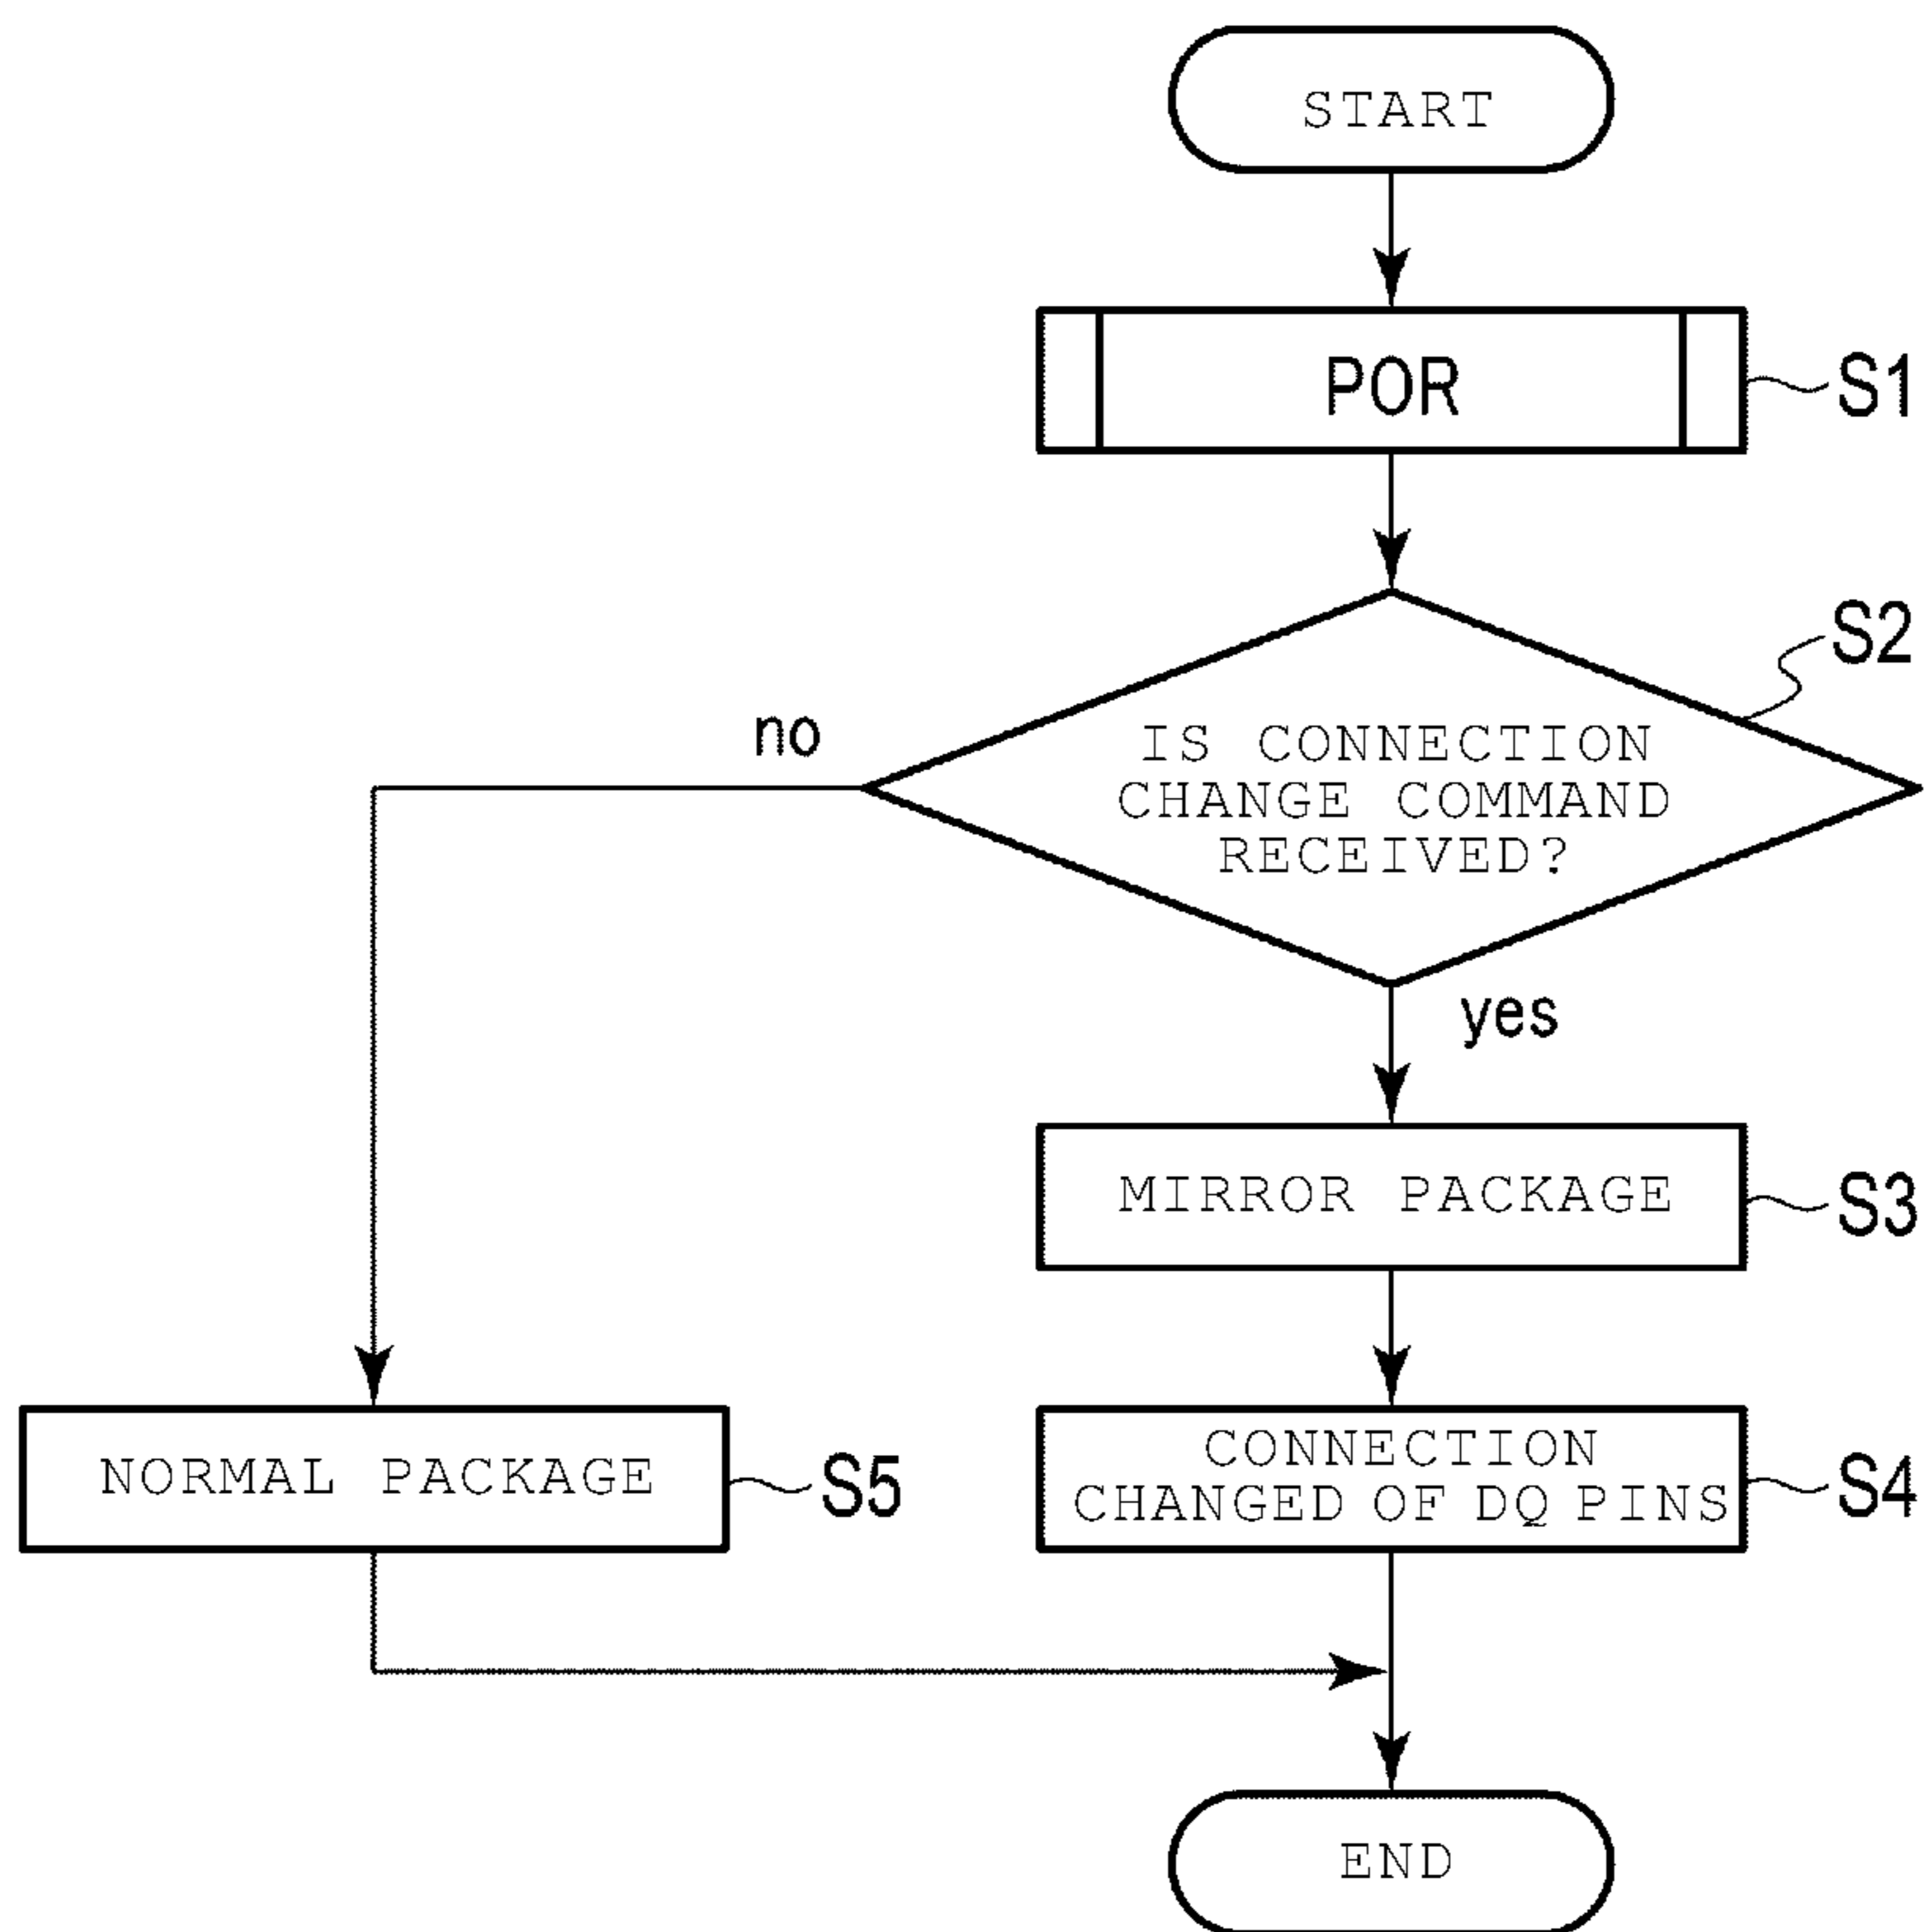 START
POR
S1
S2
no
IS CONNECTION
CHANGE COMMAND
RECEIVED?
yes
MIRROR PACKAGE
S3
NORMAL PACKAGE
S5
CONNECTION
CHANGED OF DQ PINS
S4
END